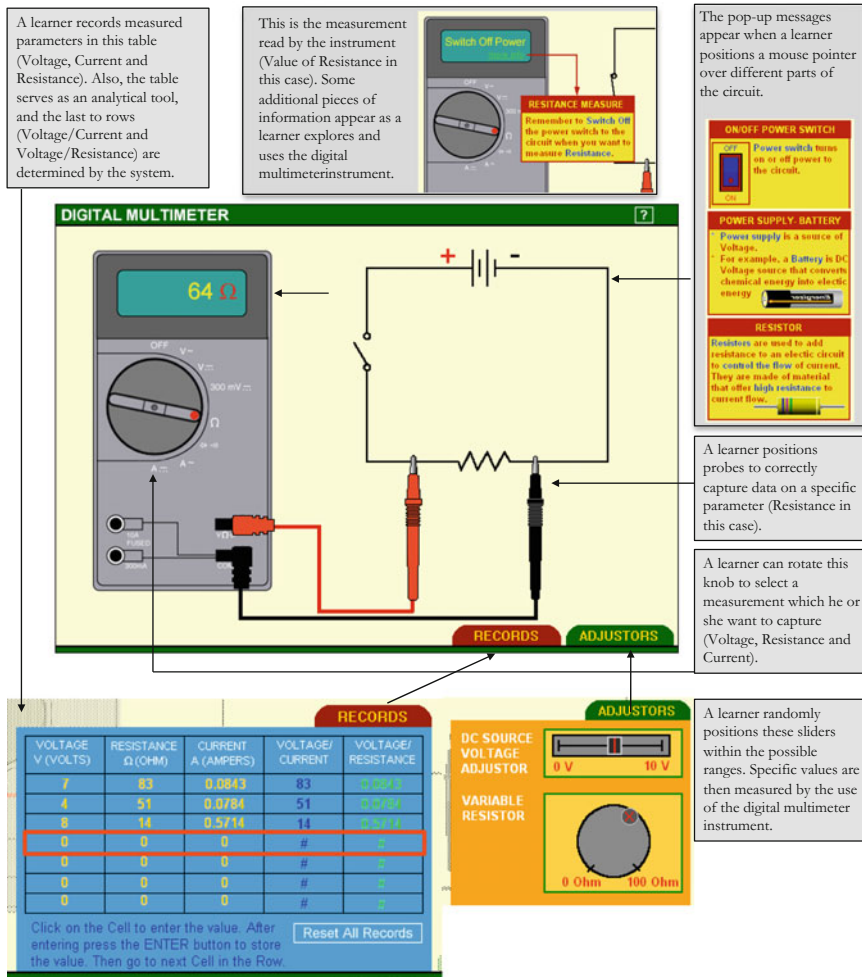 A learner records measured
parameters in this table
(Voltage, Current and
Resistance). Also, the table
serves as an analytical tool,
and the last to rows
(Voltage/Current and
Voltage/Resistance) are
determined by the system.
This is the measurement
read by the instrument
(Value of Resistance in
this case). Some
additional pieces of
information appear as a
learner explores and
uses the digital
multimeterinstrument.
Switch Off Power
OFF
V~
V
300 m
Ω
A~
A
RESITANCE MEASURE
Remember to Switch Off
the power switch to the
circuit when you want to
measure Resistance.
The pop-up messages
appear when a learner
positions a mouse pointer
over different parts of
the circuit.
ON/OFF POWER SWITCH
OFF
ON
Power switch turns
on or off power to
the circuit.
POWER SUPPLY- BATTERY
Power supply is a source of
Voltage.
For example, a Battery is DC
Voltage source that converts
chemical energy into electic
energy
RESISTOR
Resistors are used to add
resistance to an electic circuit
to control the flow of current.
They are made of material
that offer high resistance to
current flow.
DIGITAL MULTIMETER
?
64 Ω
OFF
V~
V
300 mV
Ω
A~
A
10A
FUSED
300mA
VΩ
COM
+ -
A learner positions
probes to correctly
capture data on a specific
parameter (Resistance in
this case).
A learner can rotate this
knob to select a
measurement which he or
she want to capture
(Voltage, Resistance and
Current).
RECORDS
ADJUSTORS
RECORDS
VOLTAGE V (VOLTS) RESISTANCE Ω (OHM) CURRENT A (AMPERS) VOLTAGE/ CURRENT VOLTAGE/ RESISTANCE
7 83 0.0843 83 0.0843
4 51 0.0784 51 0.0784
8 14 0.5714 14 0.5714
0 0 0 # #
0 0 0 # #
0 0 0 # #
0 0 0 # #
Click on the Cell to enter the value. After
entering press the ENTER button to store
the value. Then go to next Cell in the Row.
Reset All Records
ADJUSTORS
DC SOURCE
VOLTAGE
ADJUSTOR
0 V 10 V
VARIABLE
RESISTOR
0 Ohm 100 Ohm
A learner randomly
positions these sliders
within the possible
ranges. Specific values are
then measured by the use
of the digital multimeter
instrument.